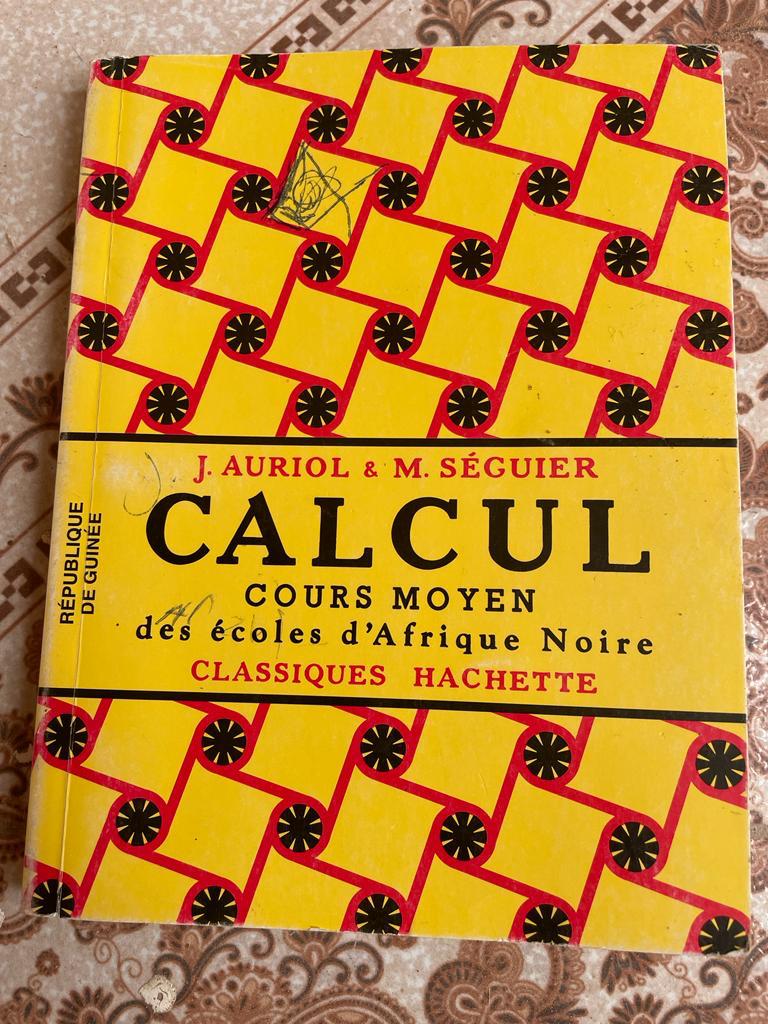 J. AURIOL & M. SÉGUIER
CALCUL
COURS MOYEN
des écoles d'Afrique Noire
CLASSIQUES HACHETTE
RÉPUBLIQUE
DE GUINÉE